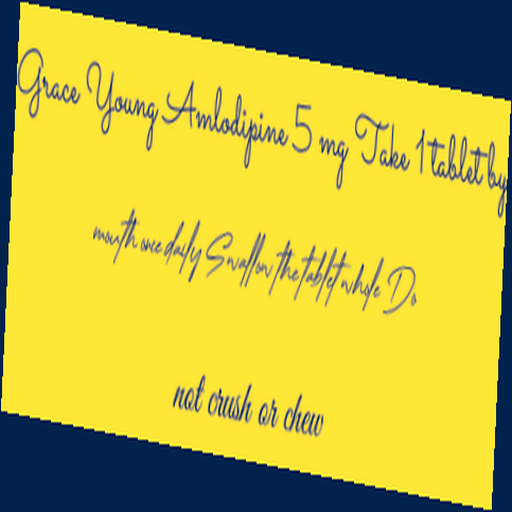 Grace Young Amlodipine 5 mg Take 1 tablet by
mouth once daily Swallow the tablet whole Do
not crush or chew